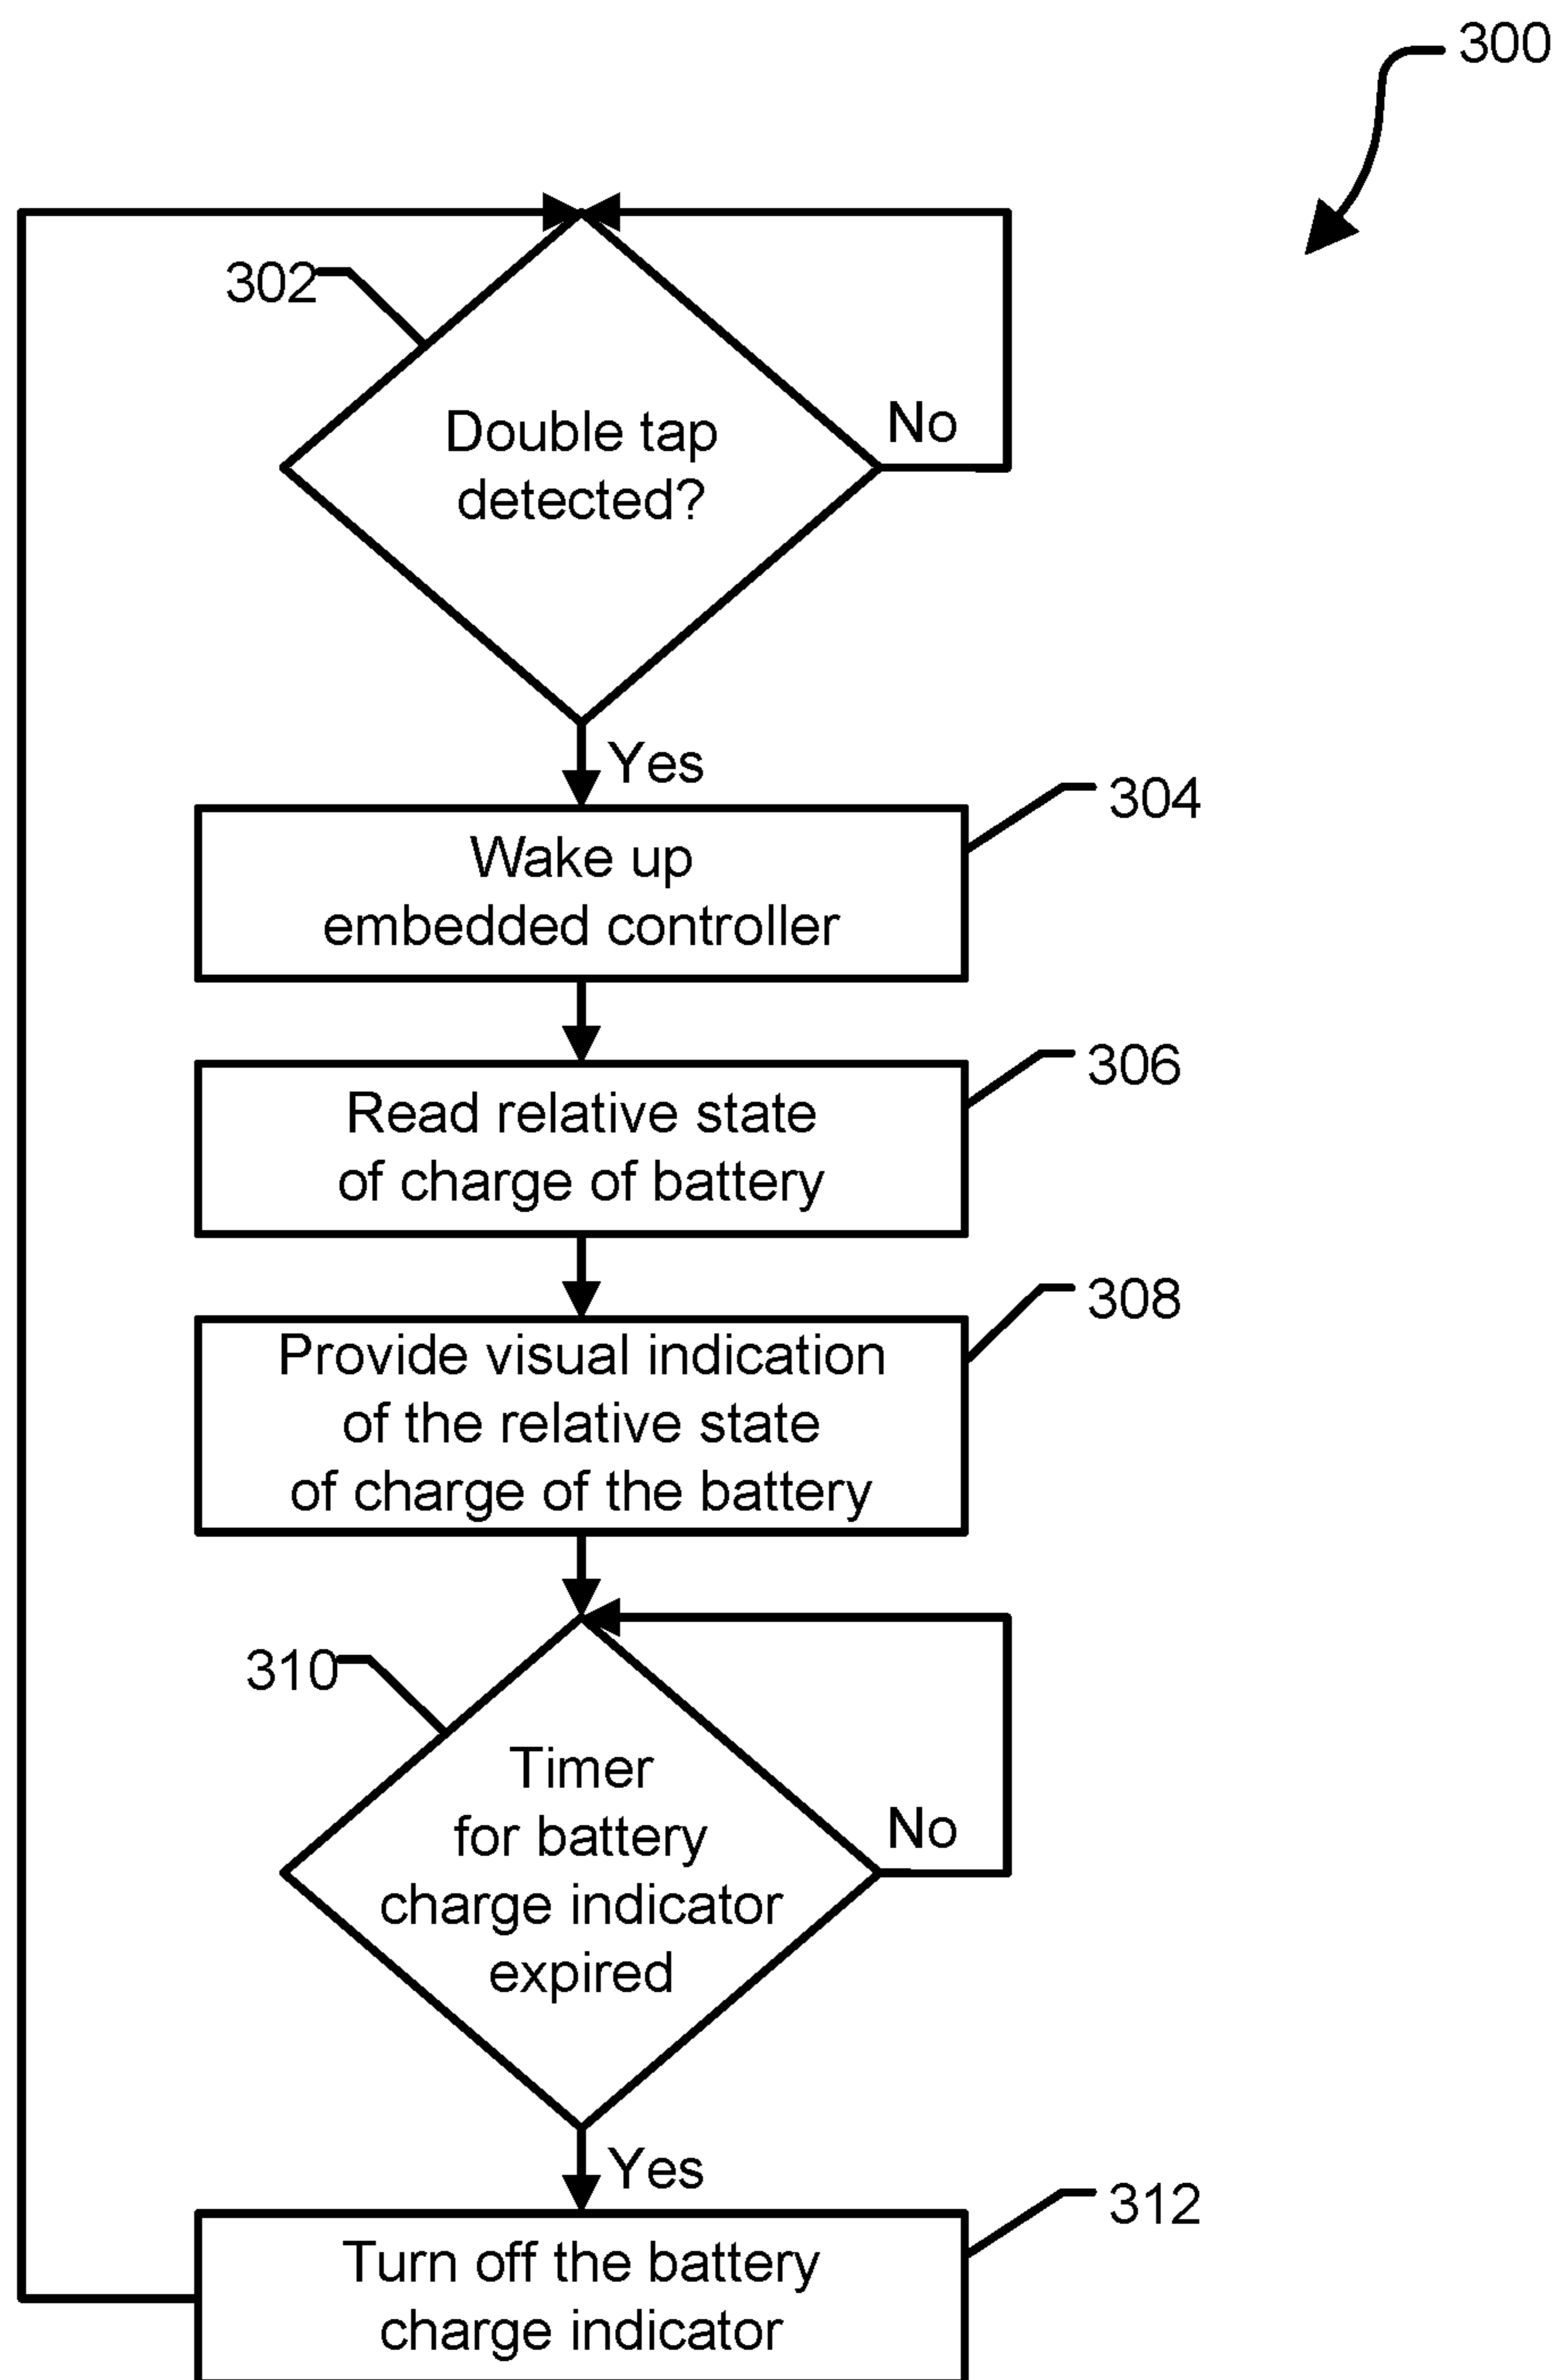 300
302
Double tap
detected?
No
Yes
304
Wake up
embedded controller
306
Read relative state
of charge of battery
308
Provide visual indication
of the relative state
of charge of the battery
310
Timer
for battery
charge indicator
expired
No
Yes
312
Turn off the battery
charge indicator